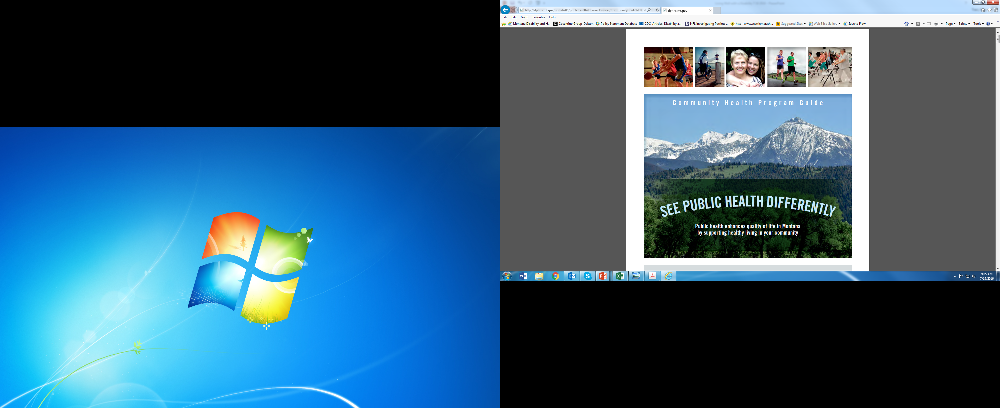 http://dphhs.mt.gov/portals/85/publichealth/ChronicDisease/CommunityGuideWEB.pd
dphhs.mt.gov
File Edit Go to Favorites Help
Montana Disability and H... Cosentino Group Dekton Policy Statement Database CDC Articles Disability a... NFL investigating Patriots ... http--www.seattlemarath... Suggested Sites Web Slice Gallery Save to Flow
Page Safety Tools
Community Health Program Guide
SEE PUBLIC HEALTH DIFFERENTLY
Public health enhances quality of life in Montana
by supporting healthy living in your community
9:05 AM
7/19/2016